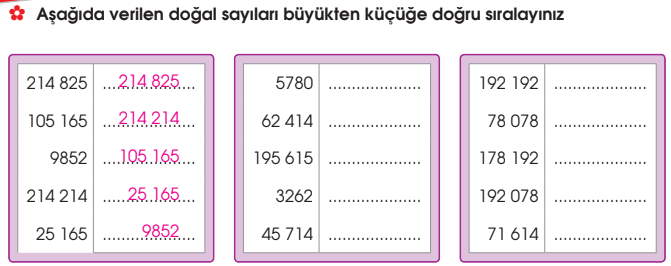 Aşağıda verilen doğal sayıları büyükten küçüğe doğru sıralayınız
214 825 ...214 825...
105 165 ...214 214...
9852 ...105 165...
214 214 ...25 165...
25 165 ...9852...
5780 ....................
62 414 ....................
195 615 ....................
3262 ....................
45 714 ....................
192 192 ....................
78 078 ....................
178 192 ....................
192 078 ....................
71 614 ....................